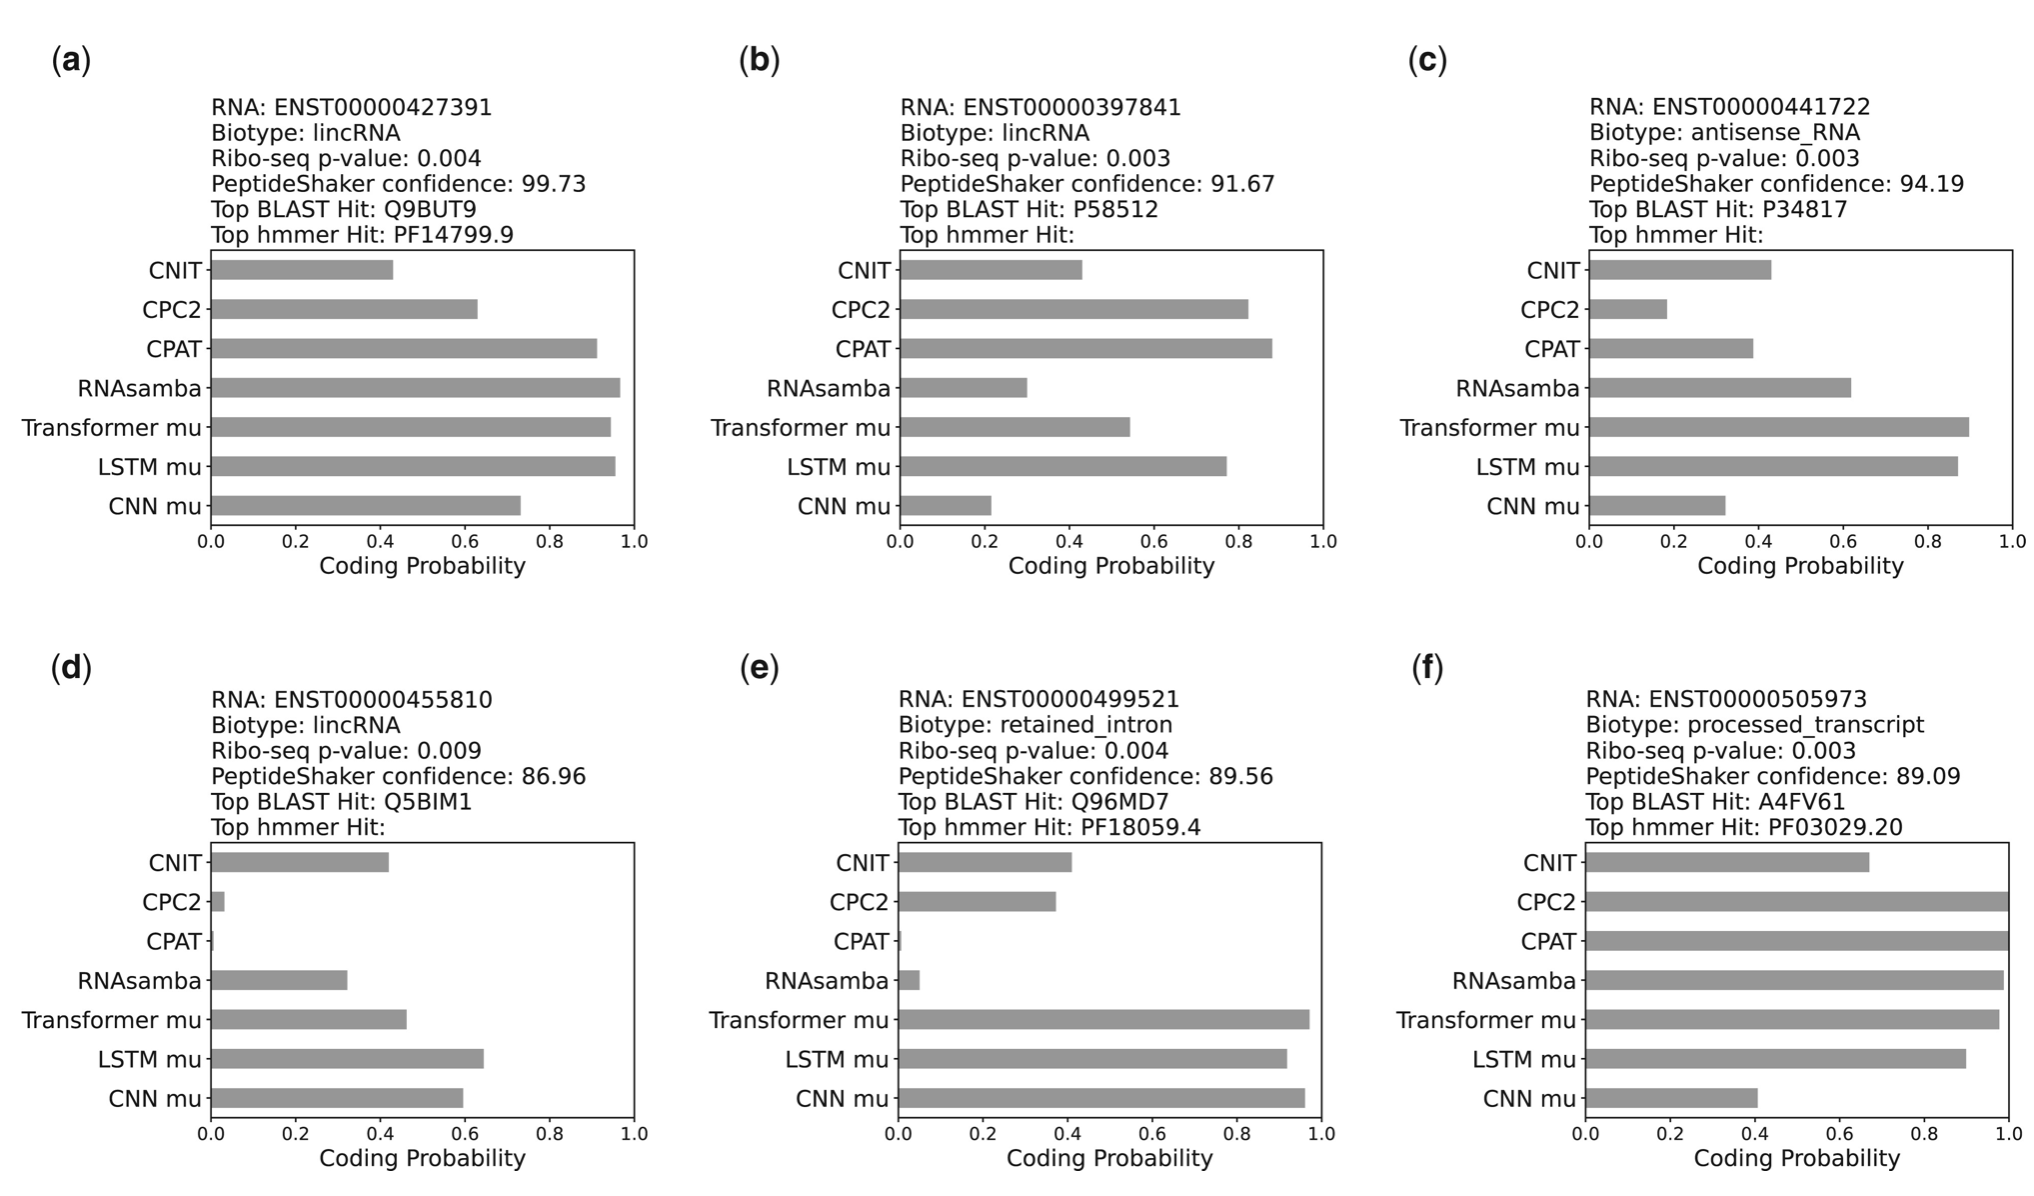 (a)
RNA: ENST00000427391
Biotype: lincRNA
Ribo-seq p-value: 0.004
PeptideShaker confidence: 99.73
Top BLAST Hit: Q9BUT9
Top hmmer Hit: PF14799.9
CNIT
CPC2
CPAT
RNAsamba
Transformer mu
LSTM mu
CNN mu
0.0 0.2 0.4 0.6 0.8 1.0
Coding Probability
(b)
RNA: ENST00000397841
Biotype: lincRNA
Ribo-seq p-value: 0.003
PeptideShaker confidence: 91.67
Top BLAST Hit: P58512
Top hmmer Hit:
CNIT
CPC2
CPAT
RNAsamba
Transformer mu
LSTM mu
CNN mu
0.0 0.2 0.4 0.6 0.8 1.0
Coding Probability
(c)
RNA: ENST00000441722
Biotype: antisense_RNA
Ribo-seq p-value: 0.003
PeptideShaker confidence: 94.19
Top BLAST Hit: P34817
Top hmmer Hit:
CNIT
CPC2
CPAT
RNAsamba
Transformer mu
LSTM mu
CNN mu
0.0 0.2 0.4 0.6 0.8 1.0
Coding Probability
(d)
RNA: ENST00000455810
Biotype: lincRNA
Ribo-seq p-value: 0.009
PeptideShaker confidence: 86.96
Top BLAST Hit: Q5BIM1
Top hmmer Hit:
CNIT
CPC2
CPAT
RNAsamba
Transformer mu
LSTM mu
CNN mu
0.0 0.2 0.4 0.6 0.8 1.0
Coding Probability
(e)
RNA: ENST00000499521
Biotype: retained_intron
Ribo-seq p-value: 0.004
PeptideShaker confidence: 89.56
Top BLAST Hit: Q96MD7
Top hmmer Hit: PF18059.4
CNIT
CPC2
CPAT
RNAsamba
Transformer mu
LSTM mu
CNN mu
0.0 0.2 0.4 0.6 0.8 1.0
Coding Probability
(f)
RNA: ENST00000505973
Biotype: processed_transcript
Ribo-seq p-value: 0.003
PeptideShaker confidence: 89.09
Top BLAST Hit: A4FV61
Top hmmer Hit: PF03029.20
CNIT
CPC2
CPAT
RNAsamba
Transformer mu
LSTM mu
CNN mu
0.0 0.2 0.4 0.6 0.8 1.0
Coding Probability